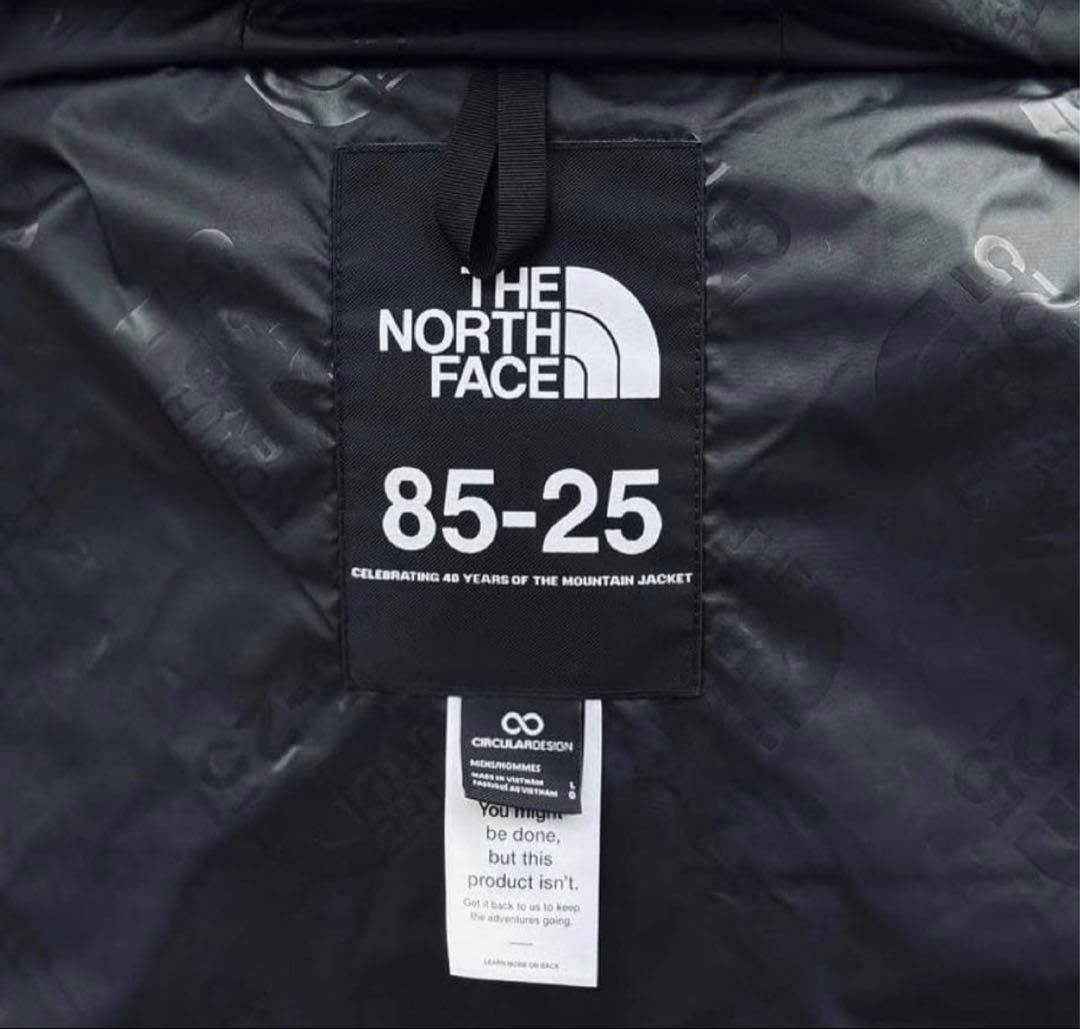 THE
NORTH
FACE
85-25
CELEBRATING 40 YEARS OF THE MOUNTAIN JACKET
CIRCULARDESIGN
MENS/HOMMES
MADE IN VIETNAM
FABRIQUÉ AU VIETNAM
L
G
You might
be done,
but this
product isn't.
Get it back to us to keep
the adventures going.
LEARN MORE ON BACK